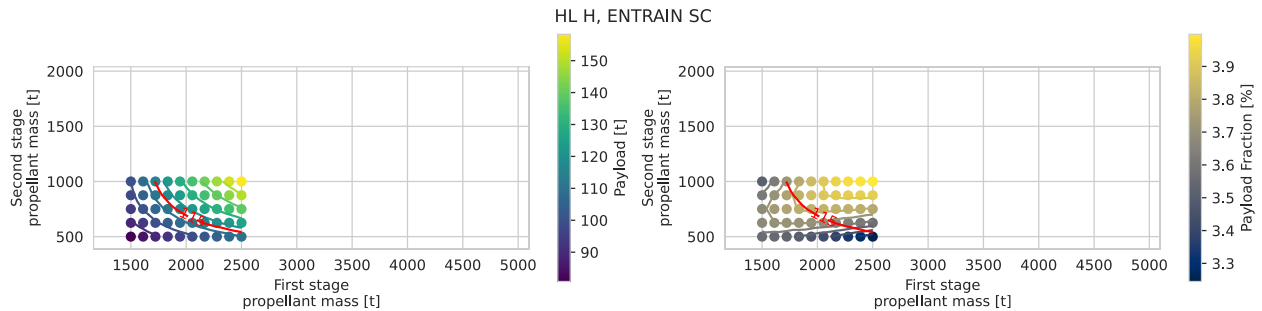 HL H, ENTRAIN SC
Second stage
propellant mass [t]
2000
1500
1000
500
1500 2000 2500 3000 3500 4000 4500 5000
First stage
propellant mass [t]
150
140
130
120
110
100
90
Payload [t]
Second stage
propellant mass [t]
2000
1500
1000
500
1500 2000 2500 3000 3500 4000 4500 5000
First stage
propellant mass [t]
3.9
3.8
3.7
3.6
3.5
3.4
3.3
Payload Fraction [%]